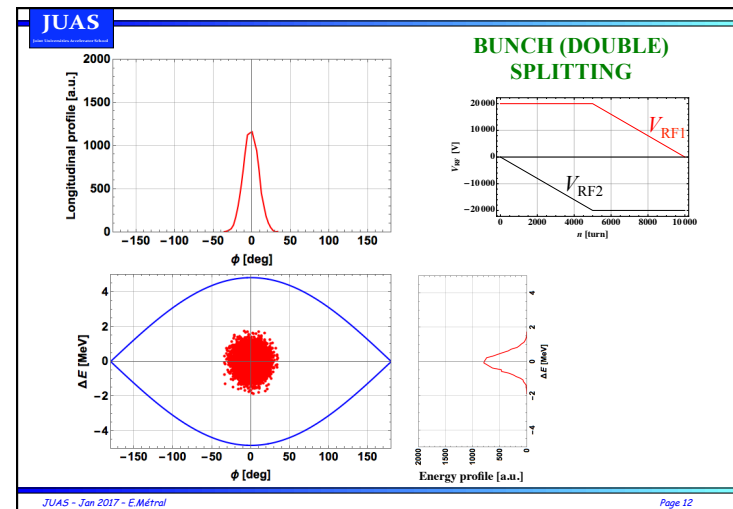 JUAS
Joint Universities Accelerator School
BUNCH (DOUBLE)
SPLITTING
Longitudinal profile [a.u.]
2000
1500
1000
500
0
−150 −100 −50 0 50 100 150
ϕ [deg]
V_RF [V]
20000
10000
0
−10000
−20000
V_RF1
V_RF2
0 2000 4000 6000 8000 10000
n [turn]
Δ E [MeV]
4
2
0
−2
−4
−150 −100 −50 0 50 100 150
ϕ [deg]
4
2
0
−2
−4
Δ E [MeV]
2000 1500 1000 500 0
Energy profile [a.u.]
JUAS - Jan 2017 - E.Métral
Page 12